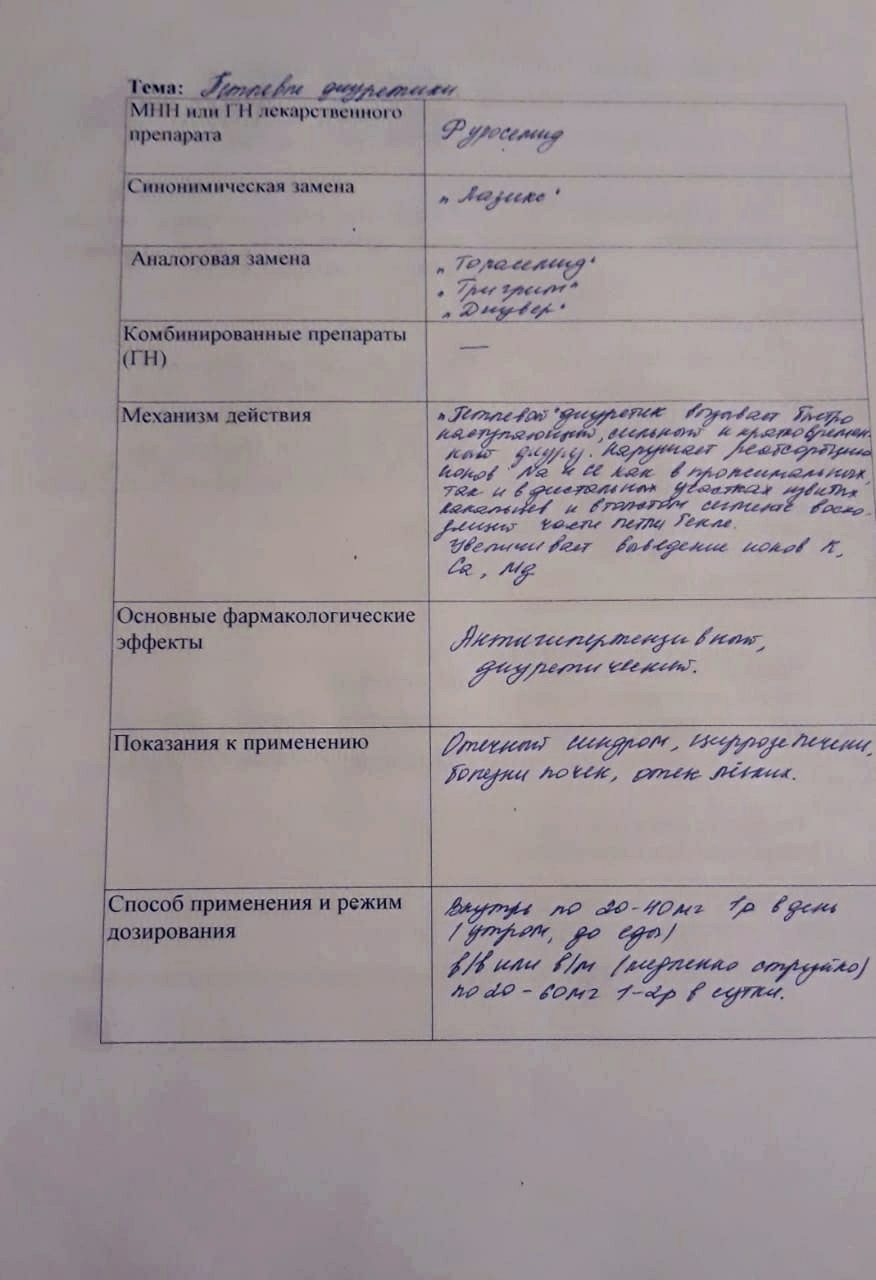 Тема: Петлевые диуретики
МНН или ГН лекарственного
препарата
Фуросемид
Синонимическая замена
„Лазикс"
Аналоговая замена
„Торасемид"
„Тригрим"
„Диувер"
Комбинированные препараты
(ГН)
—
Механизм действия
„Петлевой" диуретик вызывает быстро
наступающий, сильный и кратковремен-
ный диурез. Нарушает реабсорбцию
ионов Na и Cl как в проксимальных,
так и в дистальных участках извитых
канальцев и в толстом сегменте восхо-
дящей части петли Генле.
Увеличивает выведение ионов K,
Ca, Mg
Основные фармакологические
эффекты
Антигипертензивный,
диуретический.
Показания к применению
Отечный синдром, циррозе печени,
болезни почек, отек лёгких.
Способ применения и режим
дозирования
Внутрь по 20-40мг 1р в день
(утром, до еды)
в/в или в/м (медленно струйно)
по 20-60мг 1-2р в сутки.